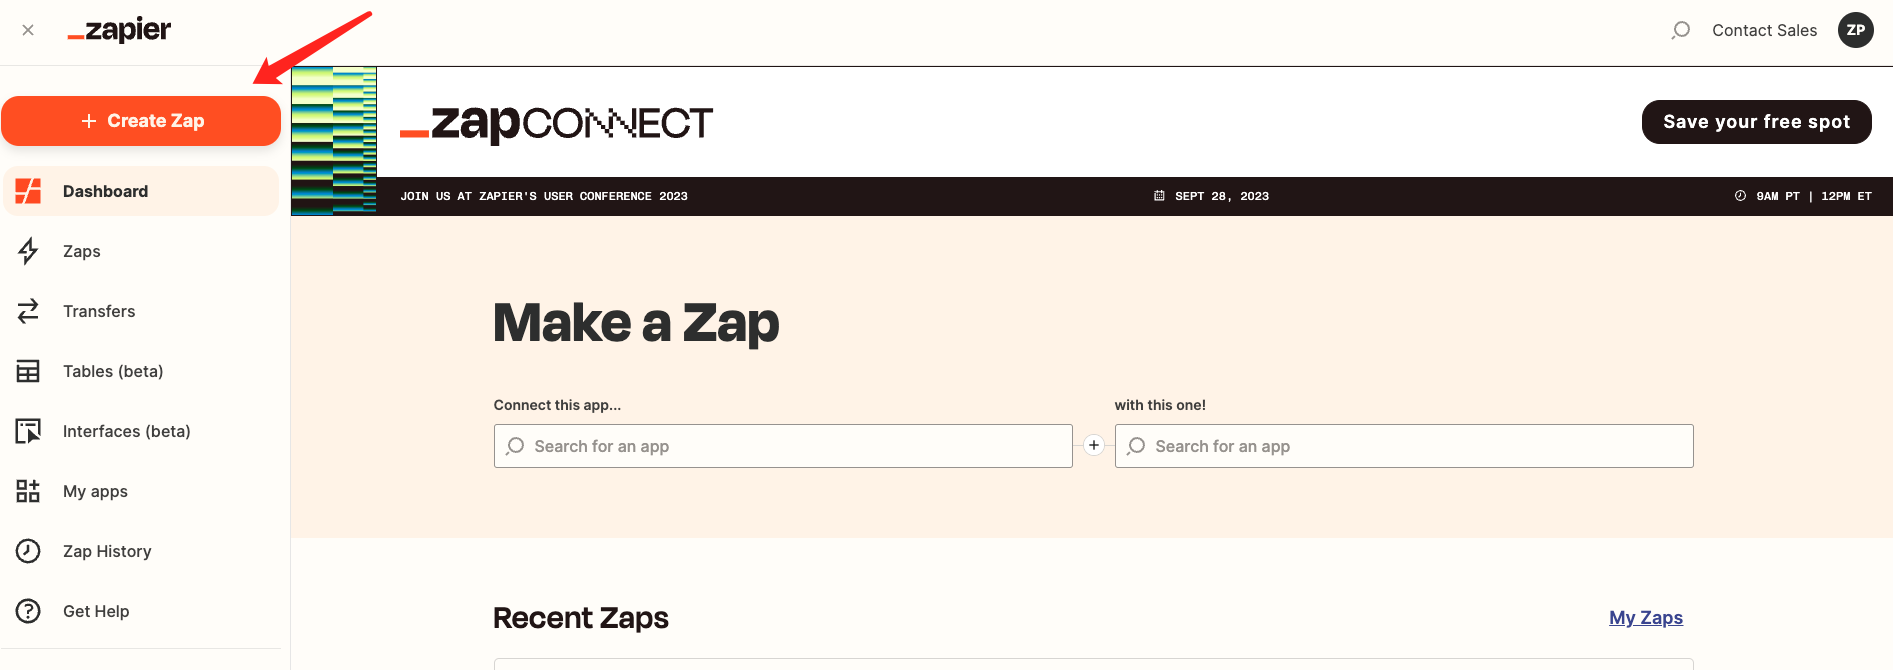 zapier
Contact Sales
ZP
+ Create Zap
Dashboard
Zaps
Transfers
Tables (beta)
Interfaces (beta)
My apps
Zap History
Get Help
zapCONNECT
Save your free spot
JOIN US AT ZAPIER'S USER CONFERENCE 2023
SEPT 28, 2023
9AM PT | 12PM ET
Make a Zap
Connect this app...
with this one!
Search for an app
+
Search for an app
Recent Zaps
My Zaps